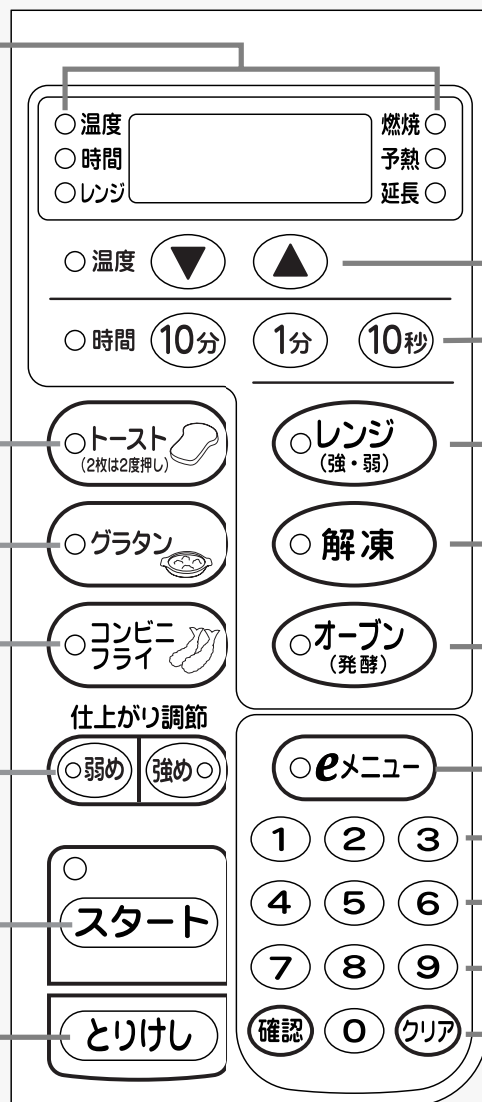 温度 燃焼
時間 予熱
レンジ 延長
温度 ▼ ▲
時間 10分 1分 10秒
トースト
(2枚は2度押し)
レンジ
(強・弱)
グラタン
解凍
コンビニ
フライ
オーブン
(発酵)
仕上がり調節
弱め 強め
eメニュー
1 2 3
4 5 6
7 8 9
確認 0 クリア
スタート
とりけし